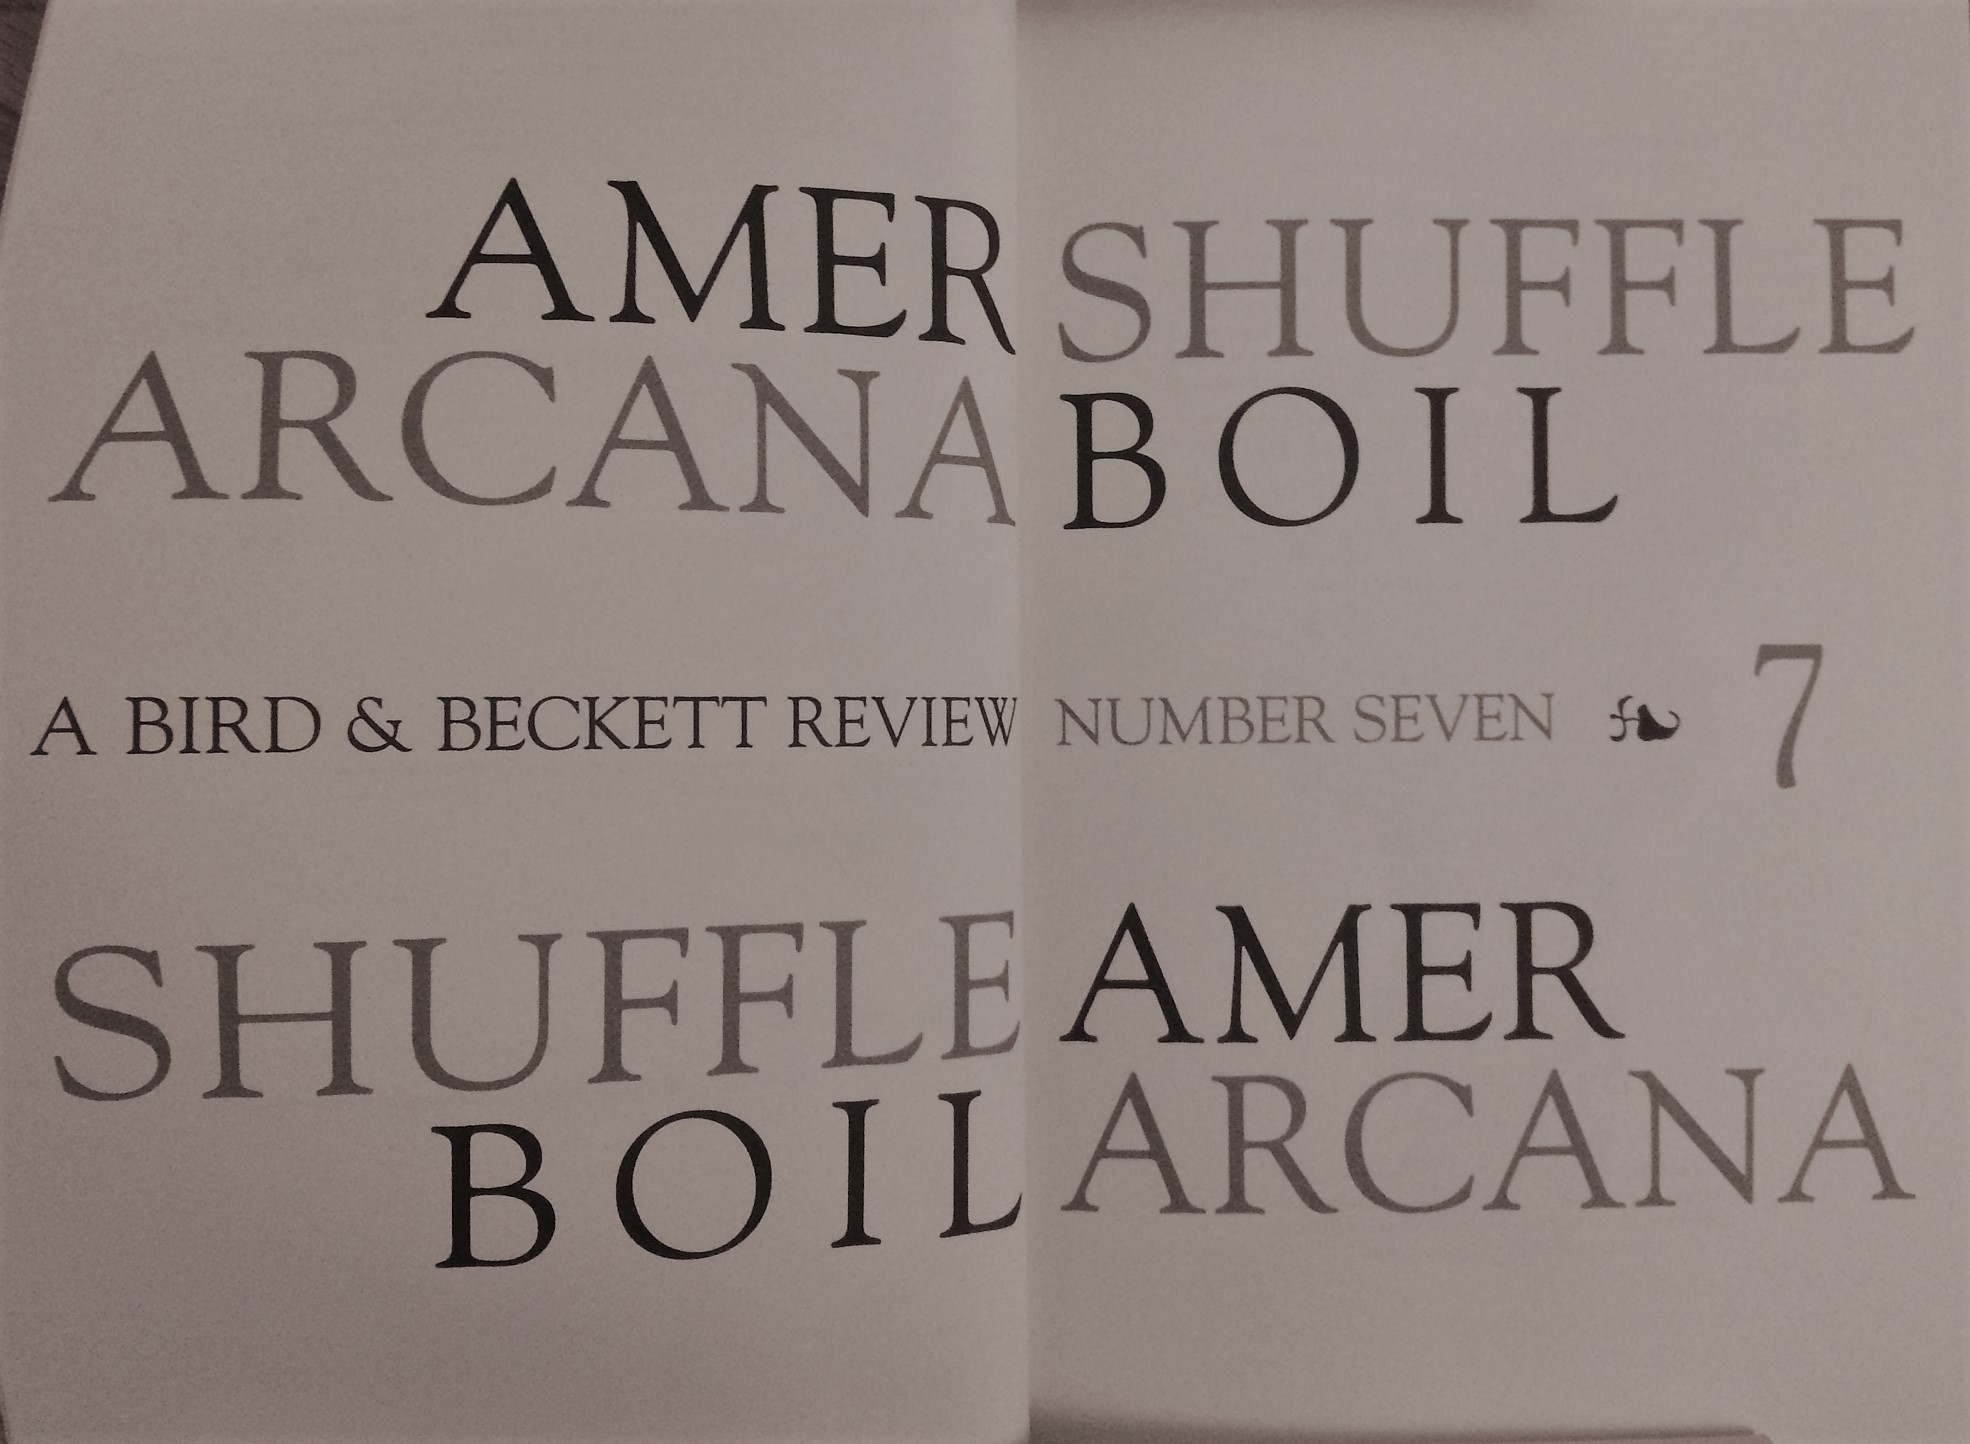 AMER SHUFFLE
ARCANA BOIL
A BIRD & BECKETT REVIEW NUMBER SEVEN 7
SHUFFLE AMER
BOIL ARCANA